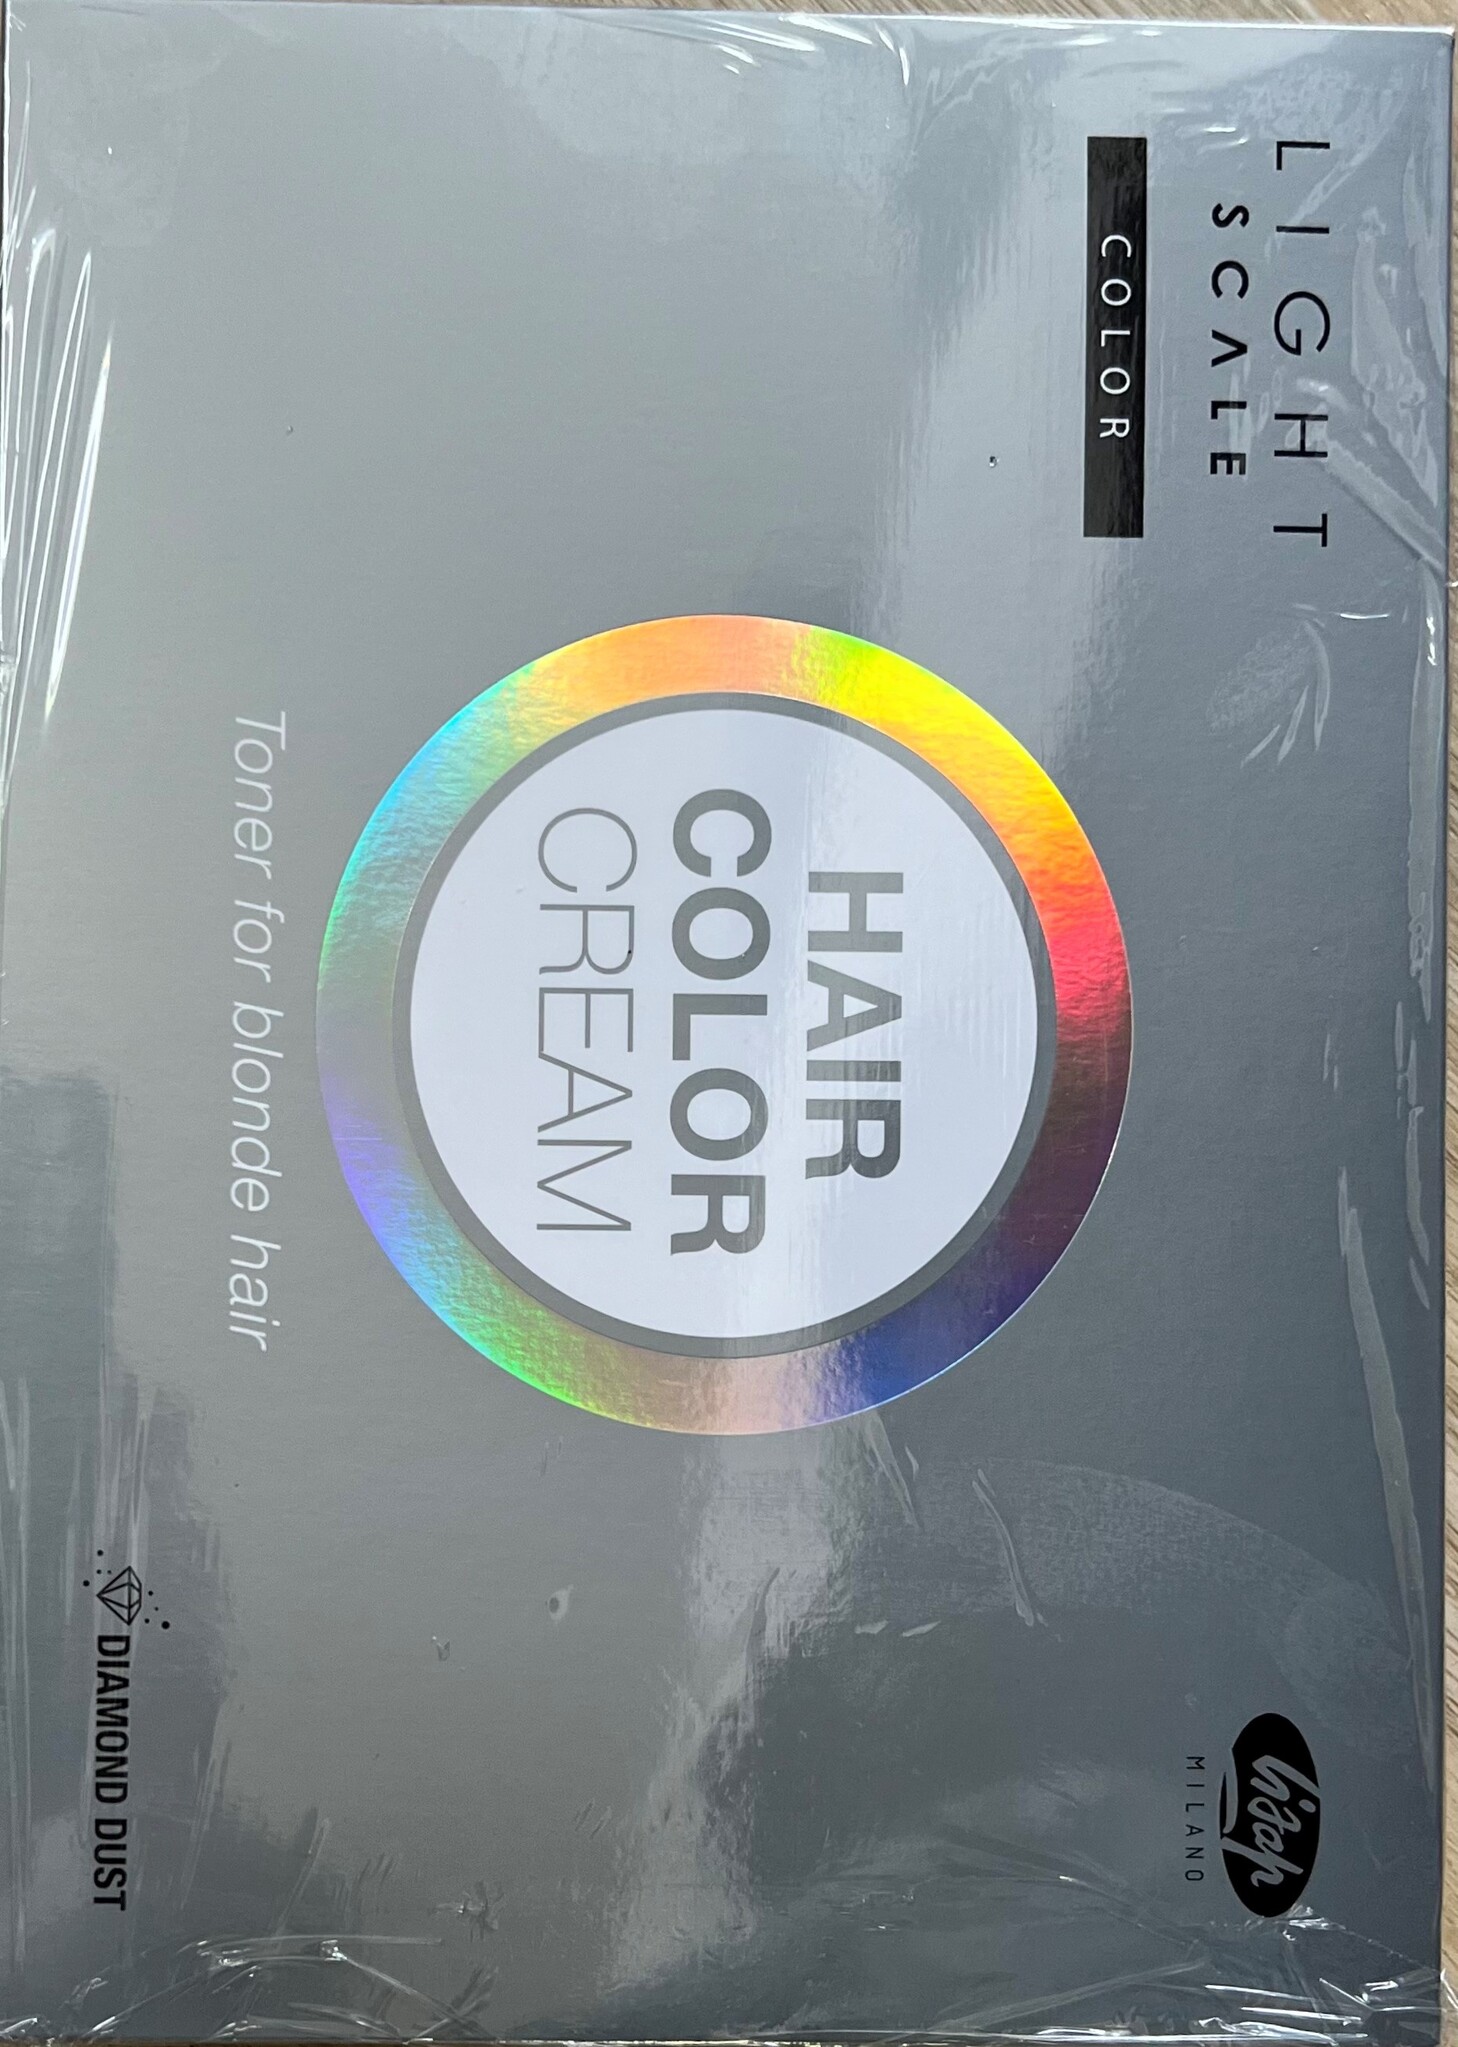 LIGHT
SCALE
COLOR
Lisap
MILANO
HAIR
COLOR
CREAM
Toner for blonde hair
DIAMOND DUST